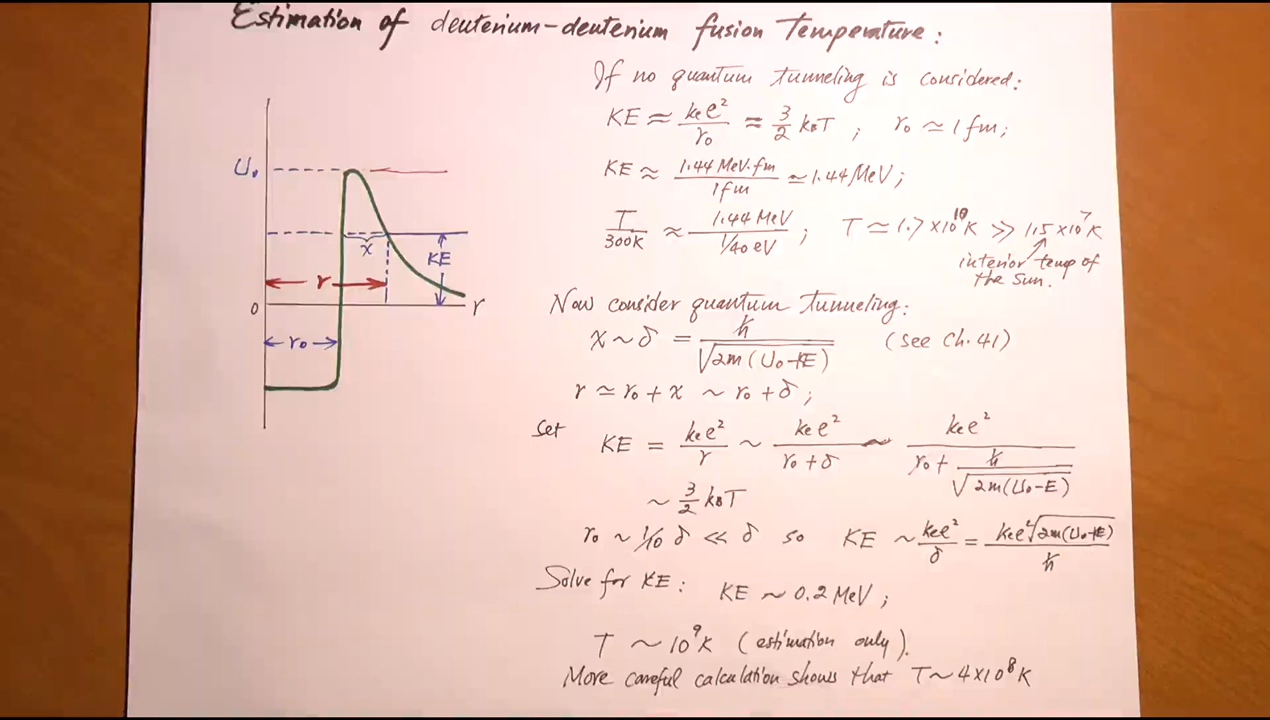 Estimation of deuterium-deuterium fusion Temperature:
If no quantum tunneling is considered:
KE ≈ kee²/r₀ ≈ 3/2 kBT ; r₀ ≃ 1 fm;
KE ≈ 1.44 MeV·fm/1fm ≃ 1.44 MeV;
T/300K ≈ 1.44 MeV/1/40 eV ; T ≃ 1.7×10¹⁰K ≫ 1.5×10⁷K
interior temp of
the Sun.
U₀
x
KE
r
0
r
r₀
Now consider quantum tunneling:
x ~ δ = ħ/√2m(U₀-KE) (see Ch. 41)
r ≃ r₀ + x ~ r₀ + δ ;
Set KE = kee²/r ~ kee²/r₀+δ ~ kee²/r₀+ħ/√2m(U₀-E)
~ 3/2 kBT
r₀ ~ 1/10 δ ≪ δ so KE ~ kee²/δ = kee²√2m(U₀-KE)/ħ
Solve for KE: KE ~ 0.2 MeV ;
T ~ 10⁹K (estimation only).
More careful calculation shows that T~4×10⁸K